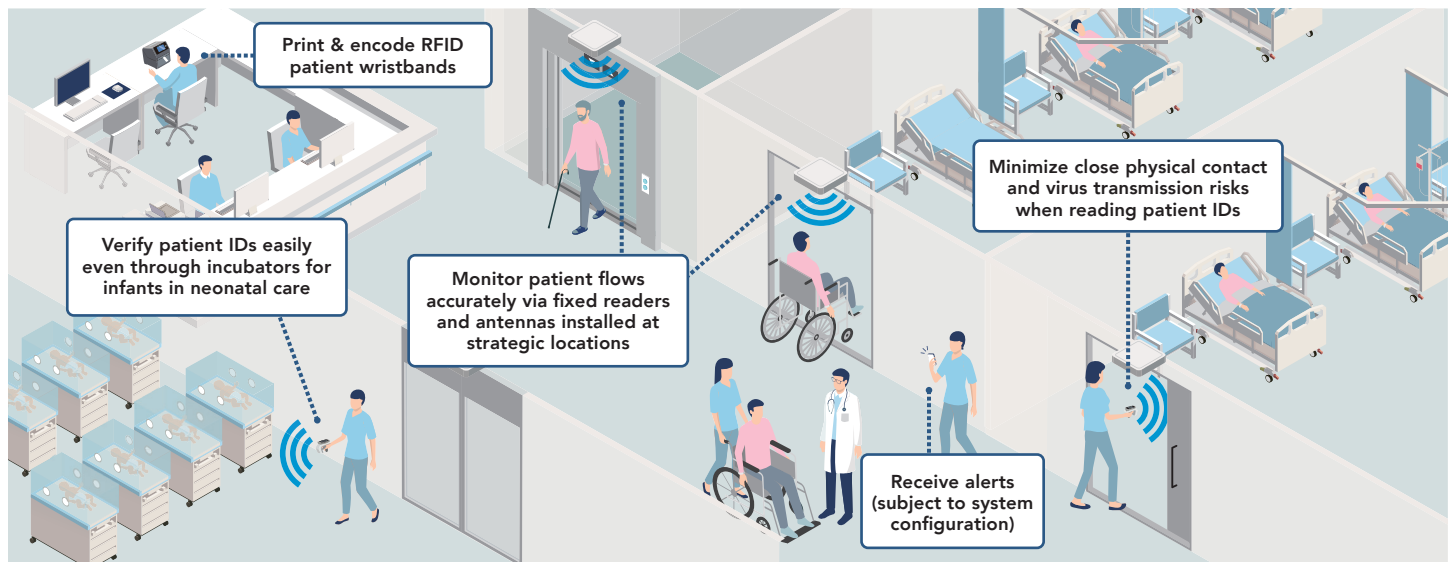 Print & encode RFID
patient wristbands
Verify patient IDs easily
even through incubators for
infants in neonatal care
Monitor patient flows
accurately via fixed readers
and antennas installed at
strategic locations
Minimize close physical contact
and virus transmission risks
when reading patient IDs
Receive alerts
(subject to system
configuration)